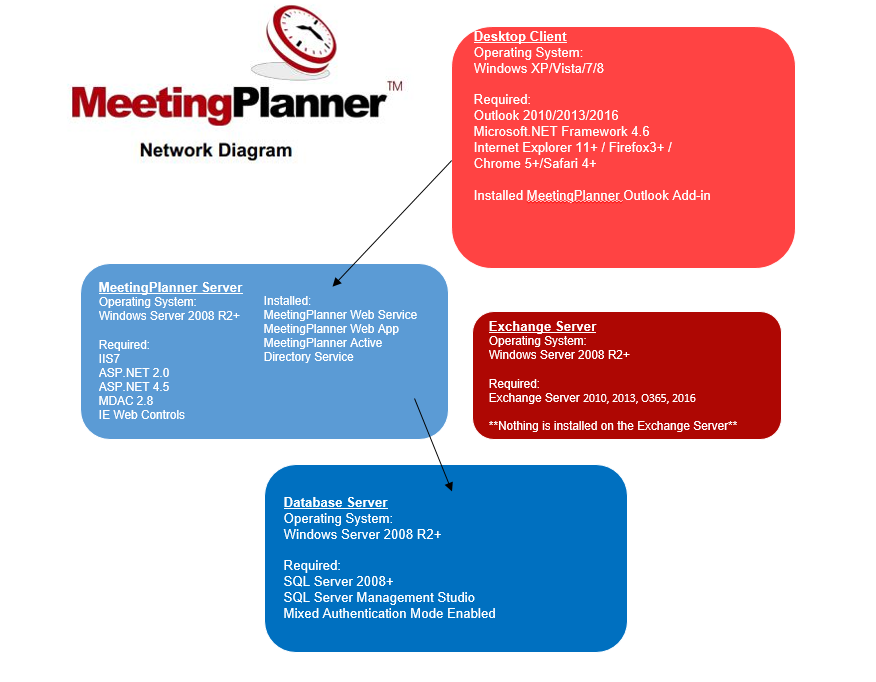 MeetingPlanner™
Network Diagram
Desktop Client
Operating System:
Windows XP/Vista/7/8
Required:
Outlook 2010/2013/2016
Microsoft.NET Framework 4.6
Internet Explorer 11+ / Firefox3+ /
Chrome 5+/Safari 4+
Installed MeetingPlanner Outlook Add-in
MeetingPlanner Server
Operating System:
Windows Server 2008 R2+
Required:
IIS7
ASP.NET 2.0
ASP.NET 4.5
MDAC 2.8
IE Web Controls
Installed:
MeetingPlanner Web Service
MeetingPlanner Web App
MeetingPlanner Active
Directory Service
Exchange Server
Operating System:
Windows Server 2008 R2+
Required:
Exchange Server 2010, 2013, O365, 2016
**Nothing is installed on the Exchange Server**
Database Server
Operating System:
Windows Server 2008 R2+
Required:
SQL Server 2008+
SQL Server Management Studio
Mixed Authentication Mode Enabled